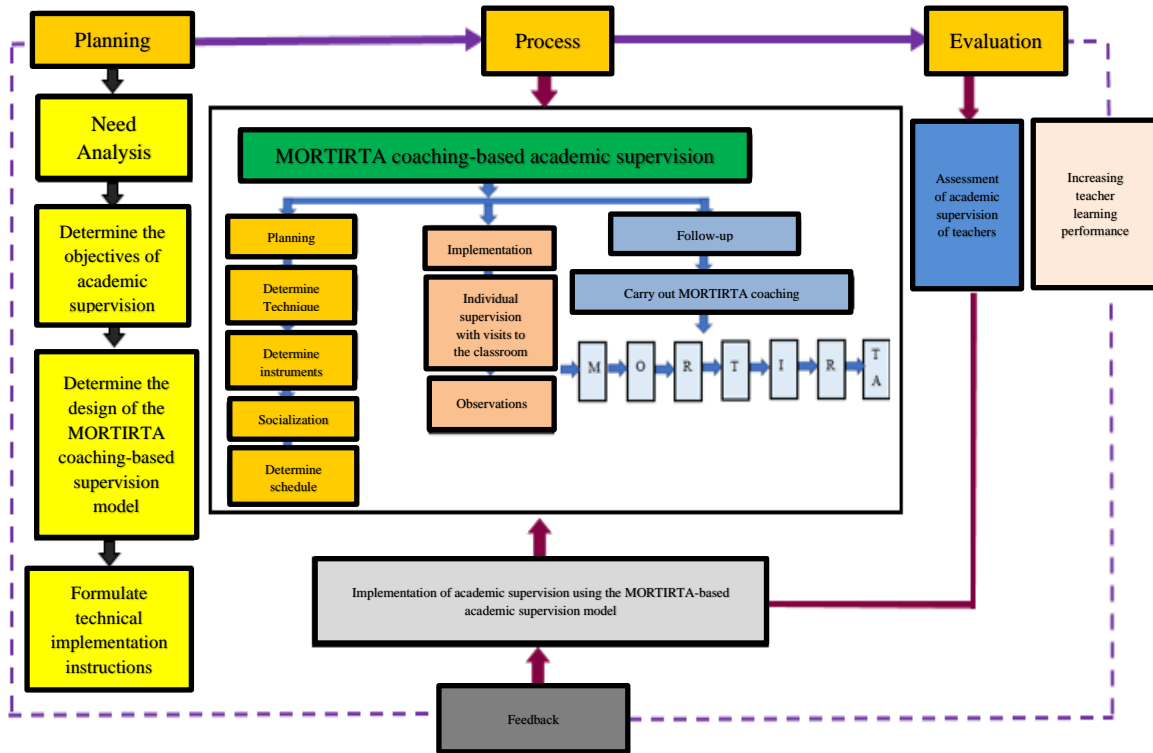 Planning
Process
Evaluation
Need
Analysis
Determine the
objectives of
academic
supervision
Determine the
design of the
MORTIRTA
coaching-based
supervision
model
Formulate
technical
implementation
instructions
MORTIRTA coaching-based academic supervision
Planning
Determine
Technique
Determine
instruments
Socialization
Determine
schedule
Implementation
Individual
supervision
with visits to
the classroom
Observations
Follow-up
Carry out MORTIRTA coaching
M
O
R
T
I
R
T
A
Assessment
of academic
supervision
of teachers
Increasing
teacher
learning
performance
Implementation of academic supervision using the MORTIRTA-based
academic supervision model
Feedback